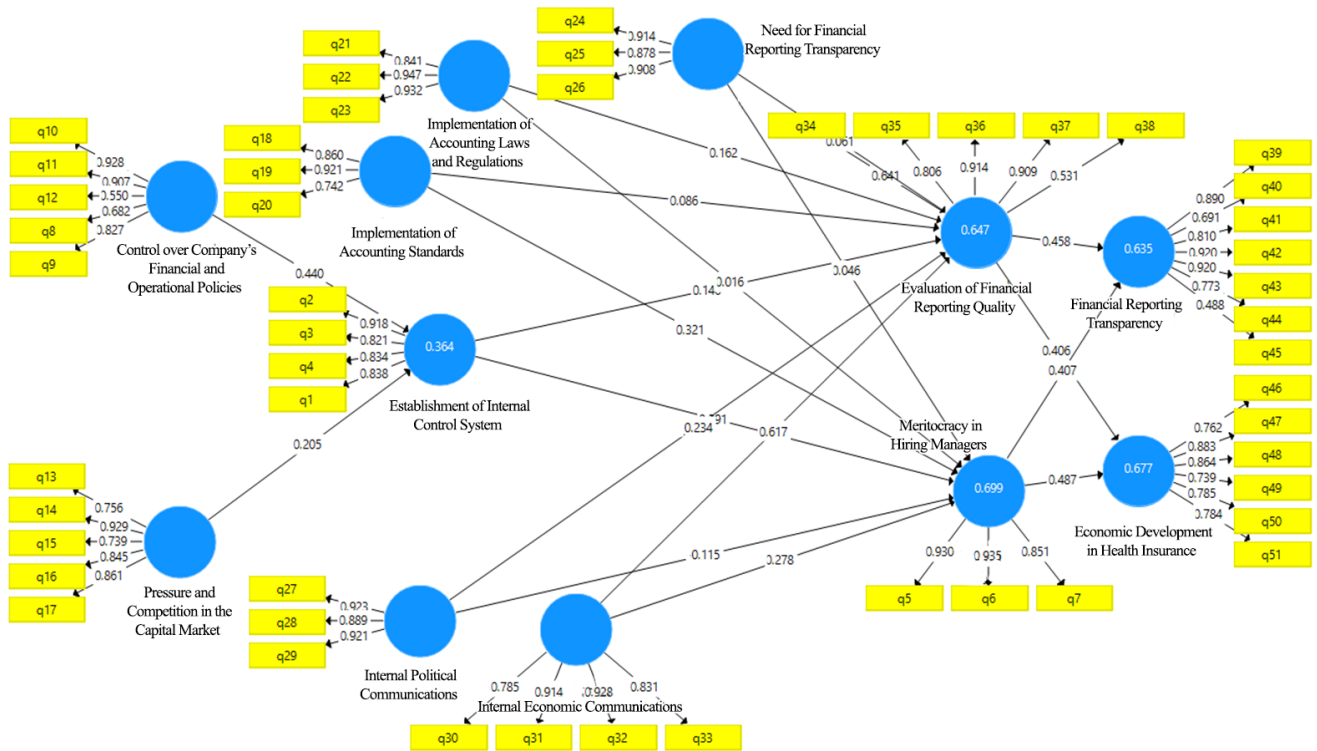 q24
q25
q26
0.914
0.878
0.908
Need for Financial
Reporting Transparency
q21
q22
q23
0.841
0.947
0.932
Implementation of
Accounting Laws
and Regulations
q18
q19
q20
0.860
0.921
0.742
Implementation of
Accounting Standards
q10
q11
q12
q8
q9
0.928
0.907
0.550
0.682
0.827
Control over Company's
Financial and
Operational Policies
q34
q35
q36
q37
q38
0.641
0.806
0.914
0.909
0.531
0.061
0.162
0.086
0.647
Evaluation of Financial
Reporting Quality
0.458
0.635
Financial Reporting
Transparency
q39
q40
q41
q42
q43
q44
q45
0.890
0.691
0.810
0.920
0.920
0.773
0.488
0.440
0.205
q2
q3
q4
q1
0.918
0.821
0.834
0.838
0.364
Establishment of Internal
Control System
0.016
0.046
0.321
0.234
0.617
0.406
0.407
Meritocracy in
Hiring Managers
0.699
0.487
0.677
Economic Development
in Health Insurance
q46
q47
q48
q49
q50
q51
0.762
0.883
0.864
0.739
0.785
0.784
0.930
0.935
0.851
q5
q6
q7
q13
q14
q15
q16
q17
0.756
0.929
0.739
0.845
0.861
Pressure and
Competition in the
Capital Market
q27
q28
q29
0.923
0.889
0.921
Internal Political
Communications
0.115
0.278
0.785
0.914
0.928
0.831
Internal Economic Communications
q30
q31
q32
q33